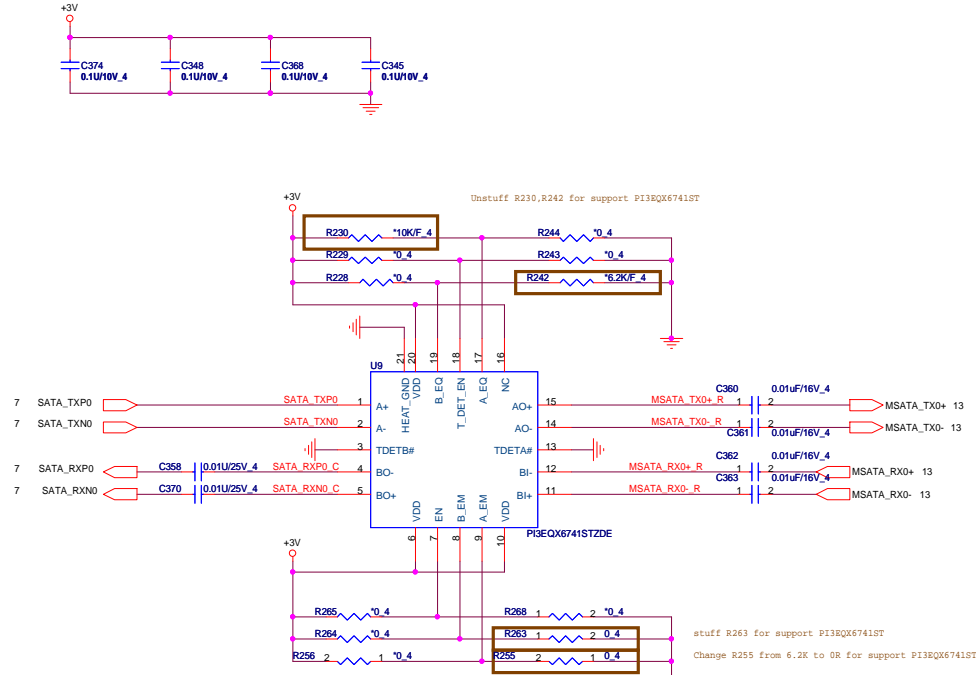 +3V
C374
0.1U/10V_4
C348
0.1U/10V_4
C368
0.1U/10V_4
C345
0.1U/10V_4
+3V
Unstuff R230,R242 for support PI3EQX6741ST
R230 *10K/F_4 R244 *0_4
R229 *0_4 R243 *0_4
R228 *0_4 R242 *6.2K/F_4
U9
21 20 19 18 17 16
HEAT_GND VDD B_EQ T_DET_EN A_EQ NC
7 SATA_TXP0 SATA_TXP0 1 A+ AO+ 15 MSATA_TX0+_R C360 1 2 0.01uF/16V_4 MSATA_TX0+ 13
7 SATA_TXN0 SATA_TXN0 2 A- AO- 14 MSATA_TX0-_R C361 1 2 0.01uF/16V_4 MSATA_TX0- 13
3 TDETB# TDETA# 13
7 SATA_RXP0 C358 0.01U/25V_4 SATA_RXP0_C 4 BO- BI- 12 MSATA_RX0+_R C362 1 2 0.01uF/16V_4 MSATA_RX0+ 13
7 SATA_RXN0 C370 0.01U/25V_4 SATA_RXN0_C 5 BO+ BI+ 11 MSATA_RX0-_R C363 1 2 0.01uF/16V_4 MSATA_RX0- 13
VDD EN B_EM A_EM VDD
6 7 8 9 10
PI3EQX6741STZDE
+3V
R265 *0_4 R268 1 2 *0_4
R264 *0_4 R263 1 2 0_4 stuff R263 for support PI3EQX6741ST
R256 2 1 *0_4 R255 2 1 0_4 Change R255 from 6.2K to 0R for support PI3EQX6741ST